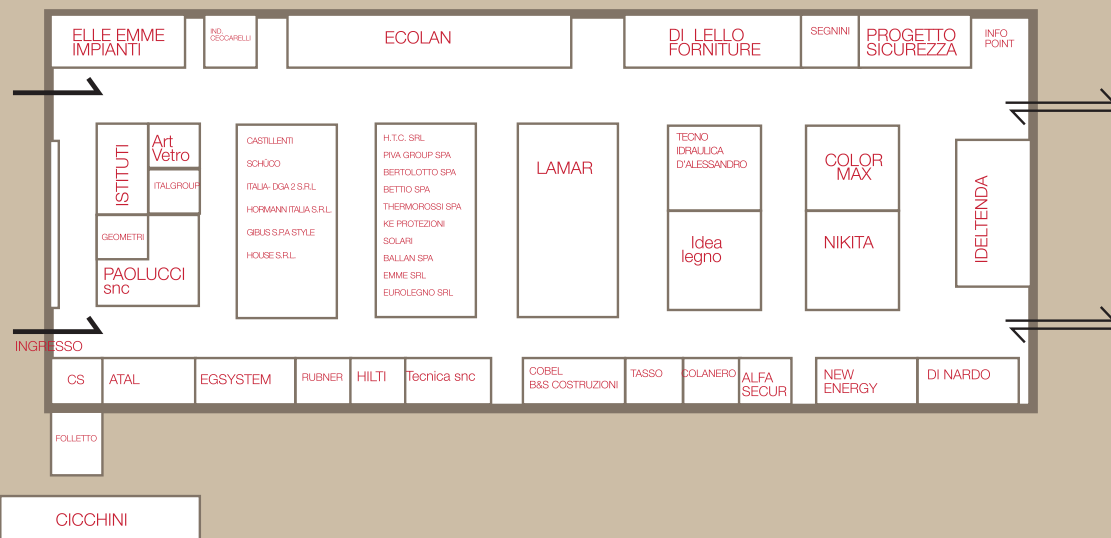 ELLE EMME
IMPIANTI
IND.
CECCARELLI
ECOLAN
DI LELLO
FORNITURE
SEGNINI
PROGETTO
SICUREZZA
INFO
POINT
ISTITUTI
Art
Vetro
ITALGROUP
GEOMETRI
PAOLUCCI
snc
CASTILLENTI
SCHÜCO
ITALIA- DGA 2 S.R.L
HORMANN ITALIA S.R.L.
GIBUS S.P.A STYLE
HOUSE S.R.L.
H.T.C. SRL
PIVA GROUP SPA
BERTOLOTTO SPA
BETTIO SPA
THERMOROSSI SPA
KE PROTEZIONI
SOLARI
BALLAN SPA
EMME SRL
EUROLEGNO SRL
LAMAR
TECNO
IDRAULICA
D'ALESSANDRO
Idea
legno
COLOR
MAX
NIKITA
IDELTENDA
INGRESSO
CS
ATAL
EGSYSTEM
RUBNER
HILTI
Tecnica snc
COBEL
B&S COSTRUZIONI
TASSO
COLANERO
ALFA
SECUR
NEW
ENERGY
DI NARDO
FOLLETTO
CICCHINI